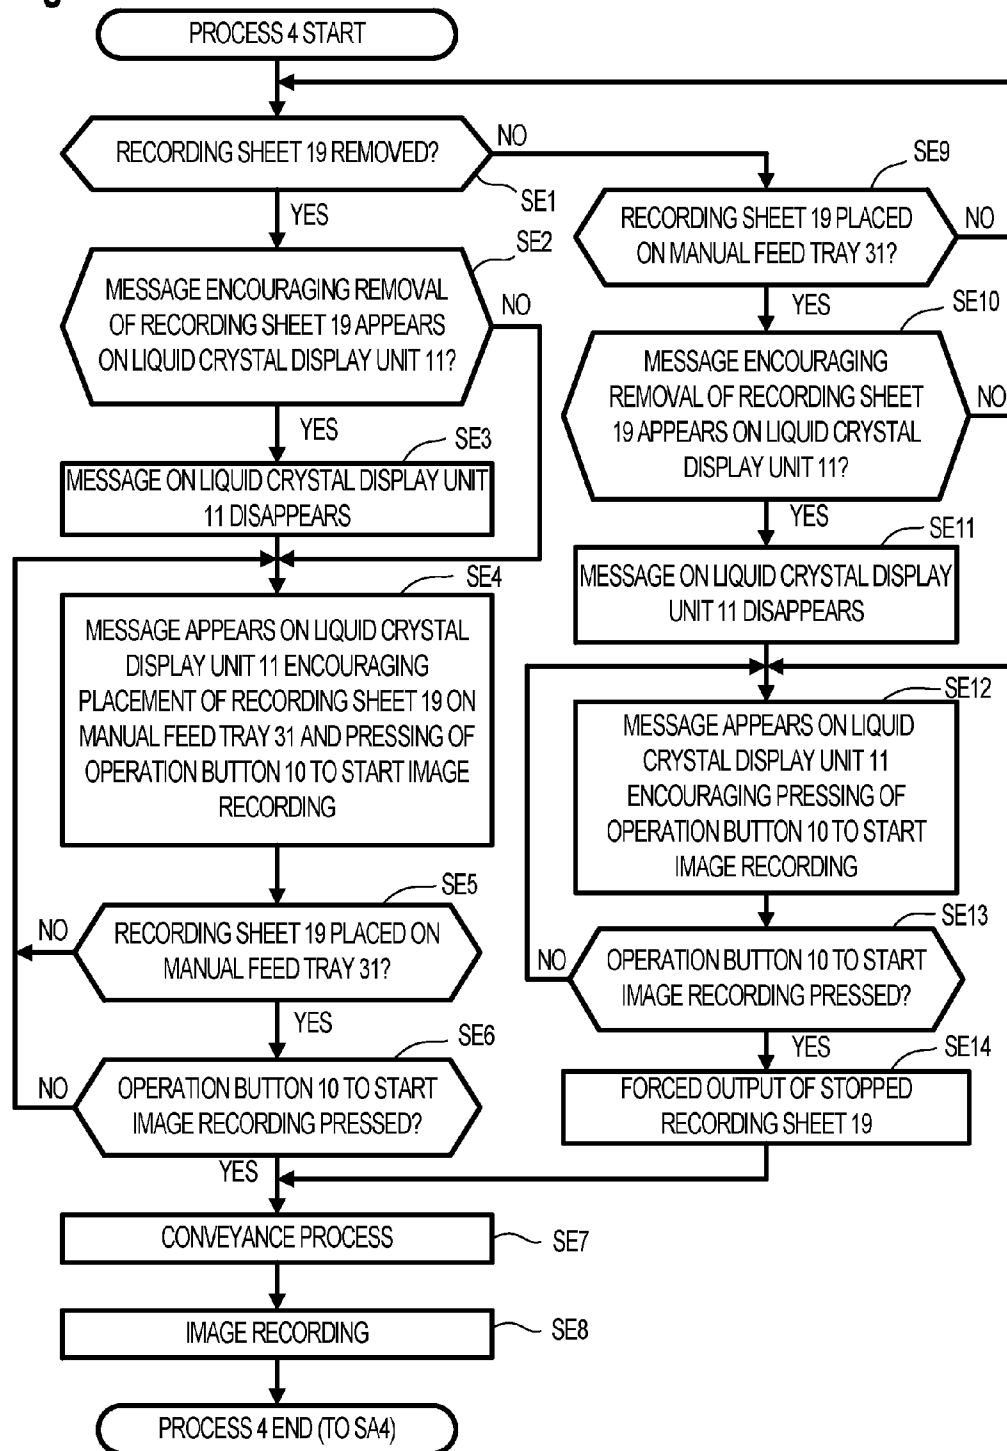 PROCESS 4 START
RECORDING SHEET 19 REMOVED?
NO
SE1
YES
SE2
MESSAGE ENCOURAGING REMOVAL
OF RECORDING SHEET 19 APPEARS
ON LIQUID CRYSTAL DISPLAY UNIT 11?
NO
YES
SE3
MESSAGE ON LIQUID CRYSTAL DISPLAY UNIT
11 DISAPPEARS
SE4
MESSAGE APPEARS ON LIQUID CRYSTAL
DISPLAY UNIT 11 ENCOURAGING
PLACEMENT OF RECORDING SHEET 19 ON
MANUAL FEED TRAY 31 AND PRESSING OF
OPERATION BUTTON 10 TO START IMAGE
RECORDING
SE5
NO
RECORDING SHEET 19 PLACED ON
MANUAL FEED TRAY 31?
YES
SE6
NO
OPERATION BUTTON 10 TO START
IMAGE RECORDING PRESSED?
YES
CONVEYANCE PROCESS
SE7
IMAGE RECORDING
SE8
PROCESS 4 END (TO SA4)
SE9
RECORDING SHEET 19 PLACED
ON MANUAL FEED TRAY 31?
NO
YES
SE10
MESSAGE ENCOURAGING
REMOVAL OF RECORDING SHEET
19 APPEARS ON LIQUID CRYSTAL
DISPLAY UNIT 11?
NO
YES
SE11
MESSAGE ON LIQUID CRYSTAL DISPLAY
UNIT 11 DISAPPEARS
SE12
MESSAGE APPEARS ON LIQUID
CRYSTAL DISPLAY UNIT 11
ENCOURAGING PRESSING OF
OPERATION BUTTON 10 TO START
IMAGE RECORDING
SE13
NO
OPERATION BUTTON 10 TO START
IMAGE RECORDING PRESSED?
YES
SE14
FORCED OUTPUT OF STOPPED
RECORDING SHEET 19